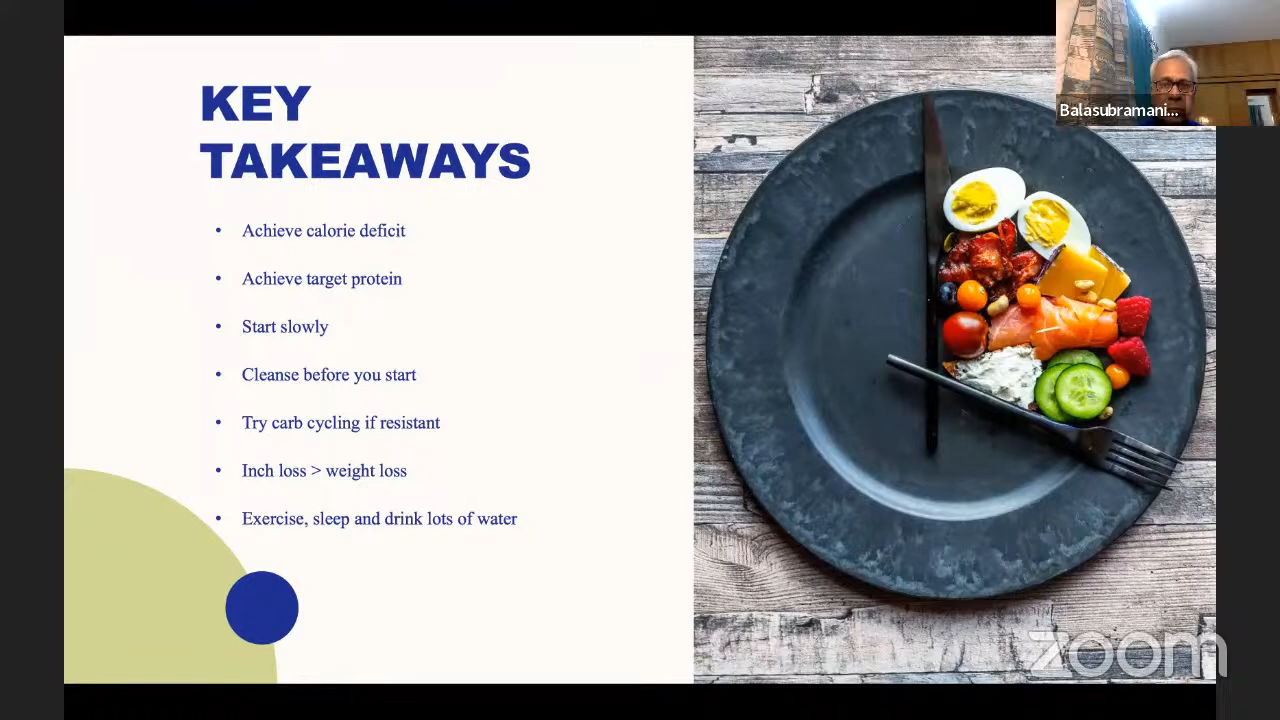 KEY
TAKEAWAYS
• Achieve calorie deficit
• Achieve target protein
• Start slowly
• Cleanse before you start
• Try carb cycling if resistant
• Inch loss > weight loss
• Exercise, sleep and drink lots of water
Balasubramani...
zoom